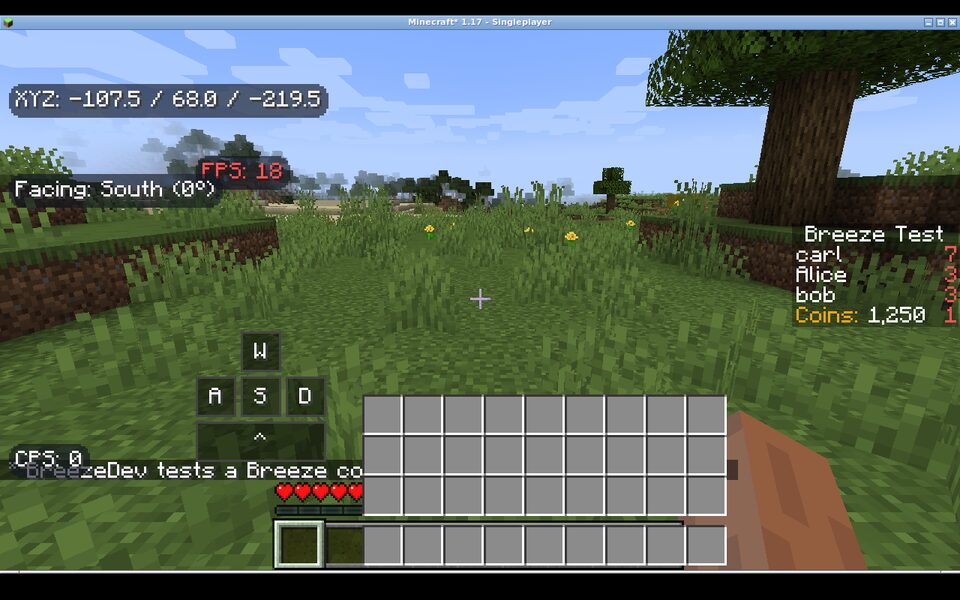 Minecraft* 1.17 - Singleplayer
XYZ: -107.5 / 68.0 / -219.5
FPS: 18
Facing: South (0°)
Breeze Test
carl 7
Alice 3
bob 3
Coins: 1,250 1
W
A S D
^
CPS: 0
BreezeDev tests a Breeze co